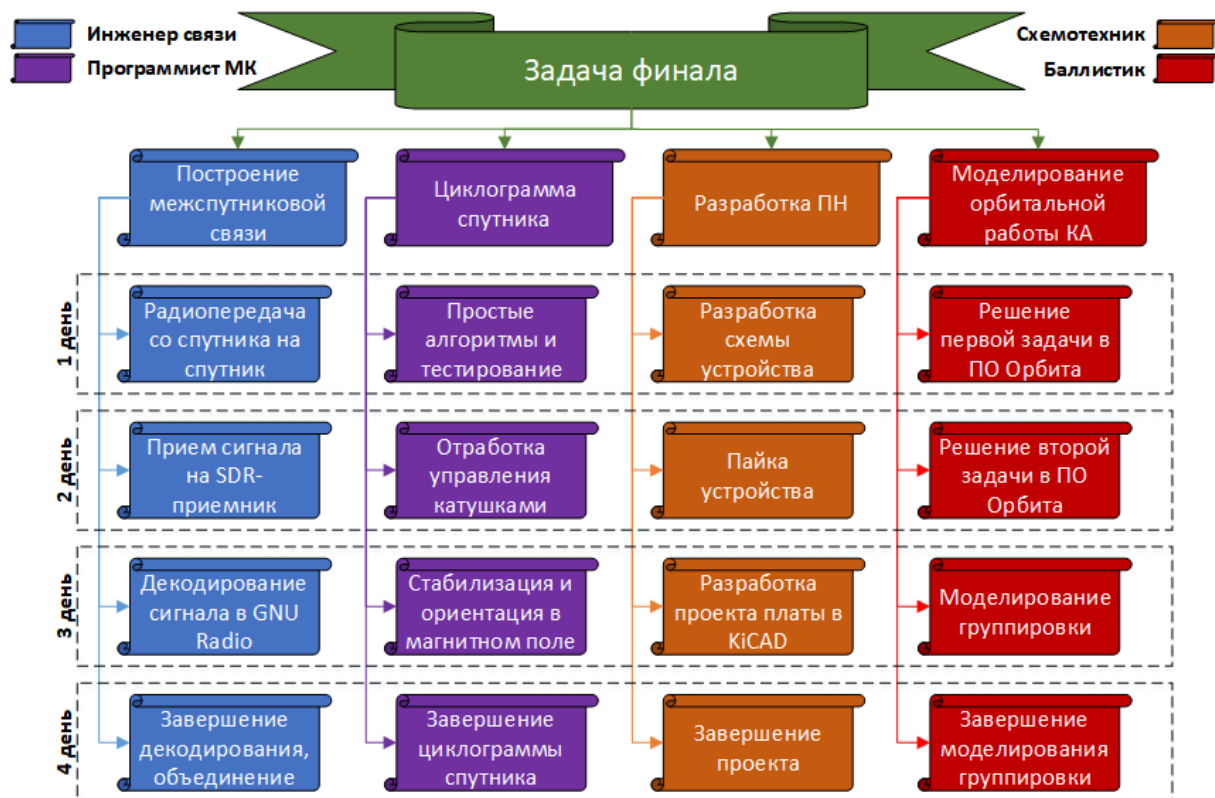 Инженер связи
Программист МК
Задача финала
Схемотехник
Баллистик
Построение
межспутниковой
связи
Циклограмма
спутника
Разработка ПН
Моделирование
орбитальной
работы КА
1 день
Радиопередача
со спутника на
спутник
Простые
алгоритмы и
тестирование
Разработка
схемы
устройства
Решение
первой задачи в
ПО Орбита
2 день
Прием сигнала
на SDR-
приемник
Отработка
управления
катушками
Пайка
устройства
Решение второй
задачи в ПО
Орбита
3 день
Декодирование
сигнала в GNU
Radio
Стабилизация и
ориентация в
магнитном поле
Разработка
проекта платы в
KiCAD
Моделирование
группировки
4 день
Завершение
декодирования,
объединение
Завершение
циклограммы
спутника
Завершение
проекта
Завершение
моделирования
группировки